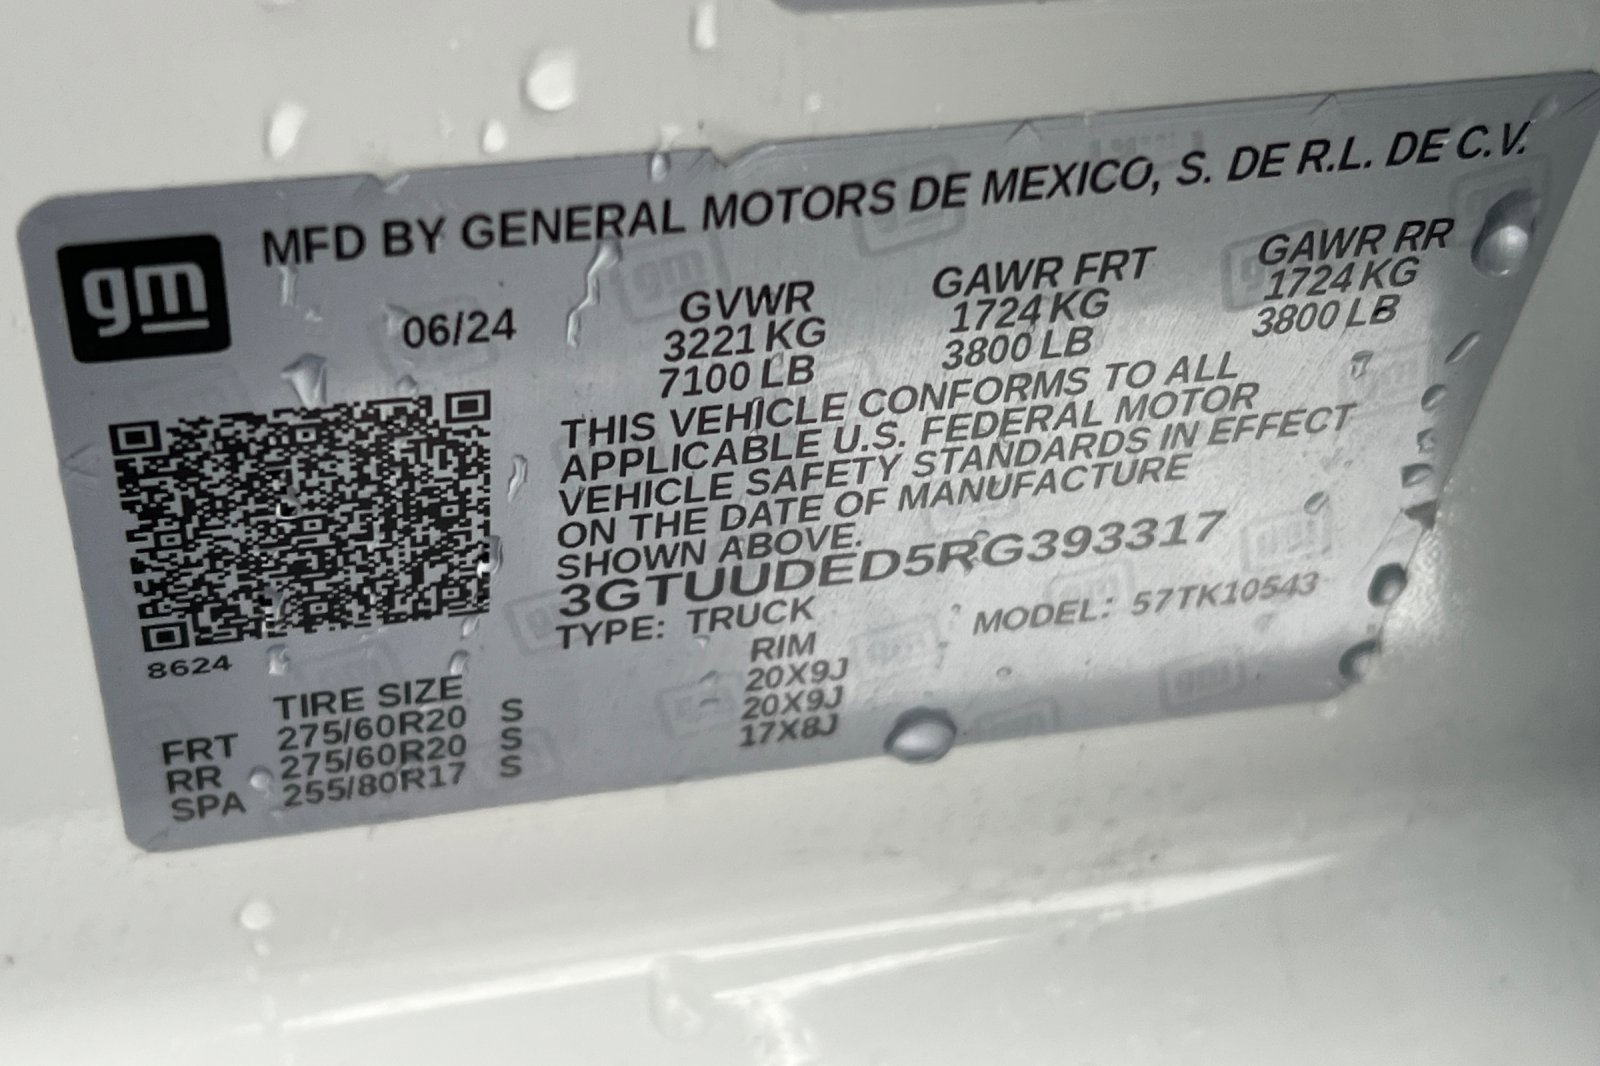 MFD BY GENERAL MOTORS DE MEXICO, S. DE R.L. DE C.V.
gm
06/24
GVWR GAWR FRT GAWR RR
3221 KG 1724 KG 1724 KG
7100 LB 3800 LB 3800 LB
THIS VEHICLE CONFORMS TO ALL
APPLICABLE U.S. FEDERAL MOTOR
VEHICLE SAFETY STANDARDS IN EFFECT
ON THE DATE OF MANUFACTURE
SHOWN ABOVE.
3GTUUDED5RG393317
TYPE: TRUCK MODEL: 57TK10543
8624
TIRE SIZE RIM
FRT 275/60R20 S 20X9J
RR 275/60R20 S 20X9J
SPA 255/80R17 S 17X8J